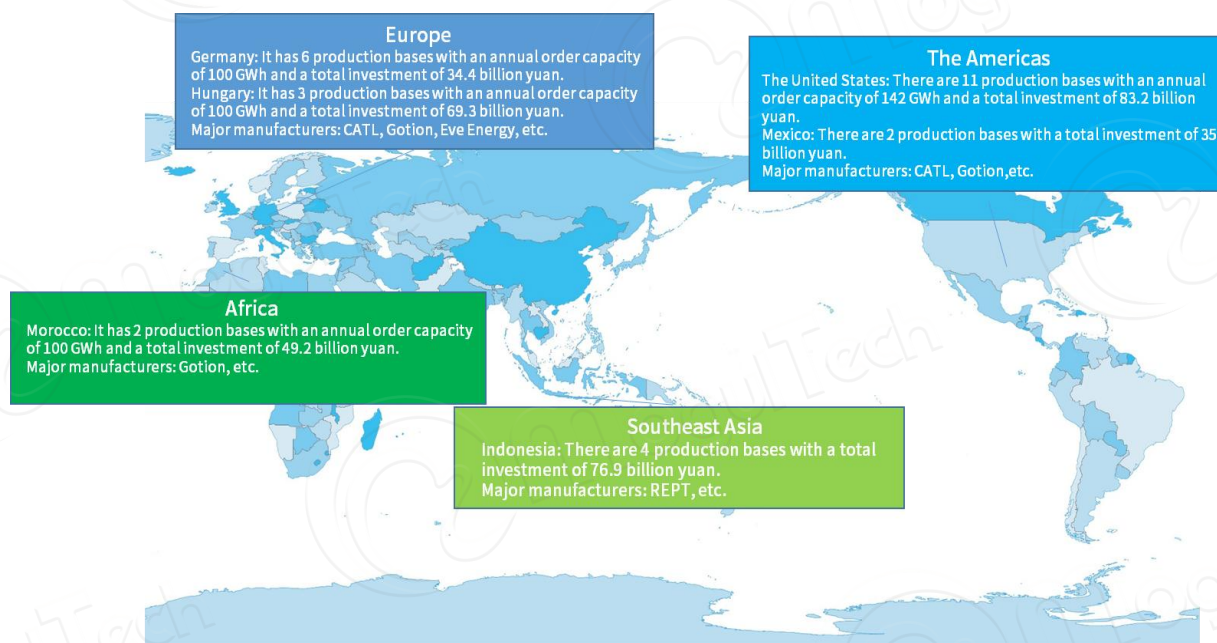 Europe
Germany: It has 6 production bases with an annual order capacity
of 100 GWh and a total investment of 34.4 billion yuan.
Hungary: It has 3 production bases with an annual order capacity
of 100 GWh and a total investment of 69.3 billion yuan.
Major manufacturers: CATL, Gotion, Eve Energy, etc.
The Americas
The United States: There are 11 production bases with an annual
order capacity of 142 GWh and a total investment of 83.2 billion
yuan.
Mexico: There are 2 production bases with a total investment of 35
billion yuan.
Major manufacturers: CATL, Gotion,etc.
Africa
Morocco: It has 2 production bases with an annual order capacity
of 100 GWh and a total investment of 49.2 billion yuan.
Major manufacturers: Gotion, etc.
Southeast Asia
Indonesia: There are 4 production bases with a total
investment of 76.9 billion yuan.
Major manufacturers: REPT, etc.